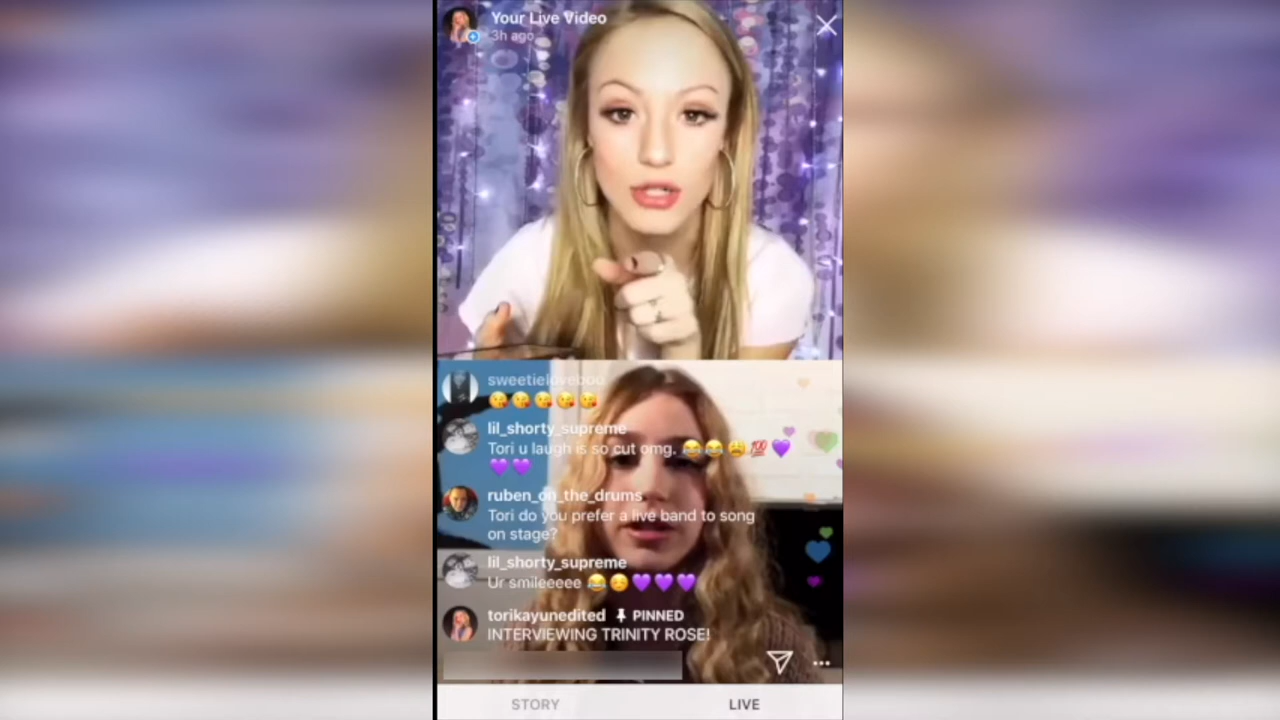 Your Live Video
3h ago
sweetieloveboo
😘😘😘😘😘
lil_shorty_supreme
Tori u laugh is so cut omg. 😂😂😩💯💜
💜💜
ruben_on_the_drums
Tori do you prefer a live band to song
on stage?
lil_shorty_supreme
Ur smileeeee 😂☺️💜💜💜
torikayunedited 📌 PINNED
INTERVIEWING TRINITY ROSE!
STORY LIVE